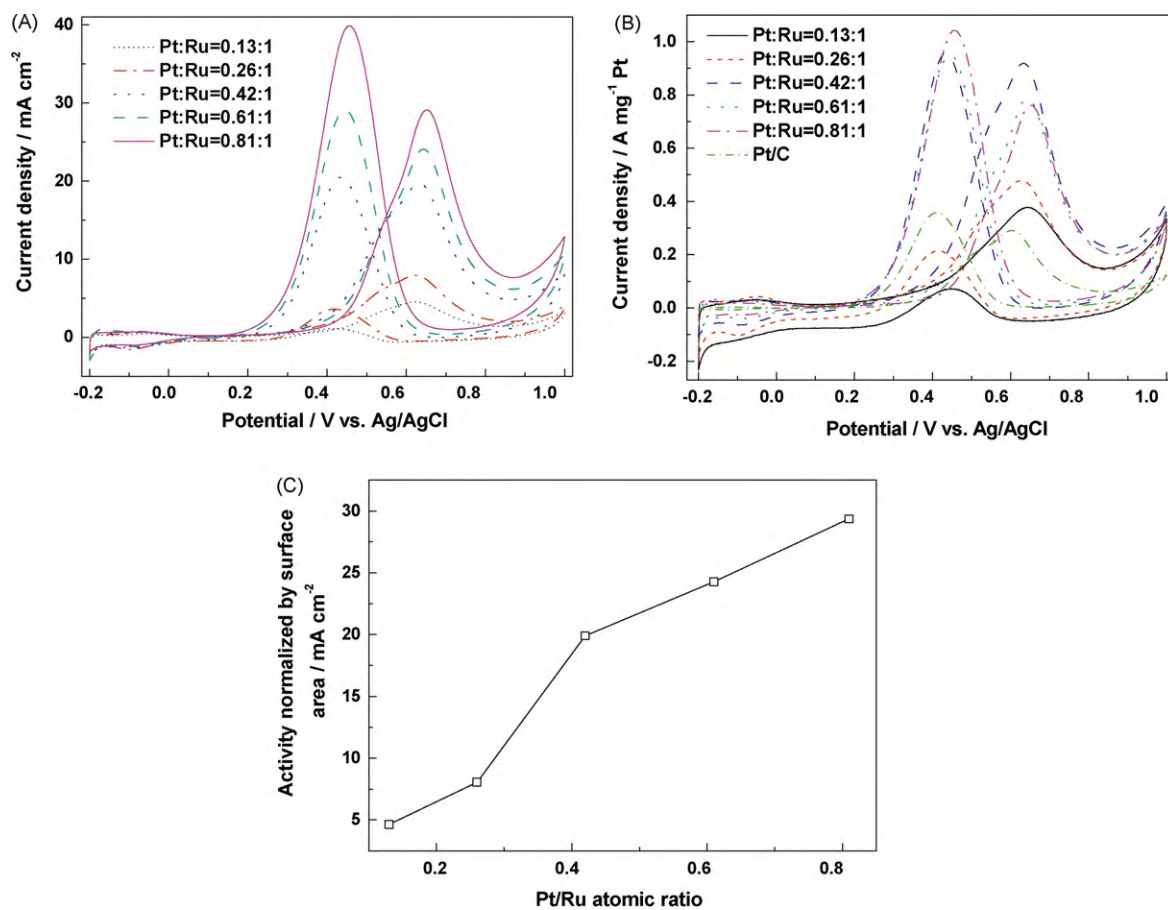 (A)
40
30
20
10
0
Current density / mA cm⁻²
Pt:Ru=0.13:1
Pt:Ru=0.26:1
Pt:Ru=0.42:1
Pt:Ru=0.61:1
Pt:Ru=0.81:1
-0.2 0.0 0.2 0.4 0.6 0.8 1.0
Potential / V vs. Ag/AgCl
(B)
1.0
0.8
0.6
0.4
0.2
0.0
-0.2
Current density / A mg⁻¹ Pt
Pt:Ru=0.13:1
Pt:Ru=0.26:1
Pt:Ru=0.42:1
Pt:Ru=0.61:1
Pt:Ru=0.81:1
Pt/C
-0.2 0.0 0.2 0.4 0.6 0.8 1.0
Potential / V vs. Ag/AgCl
(C)
30
25
20
15
10
5
Activity normalized by surface
area / mA cm⁻²
0.2 0.4 0.6 0.8
Pt/Ru atomic ratio